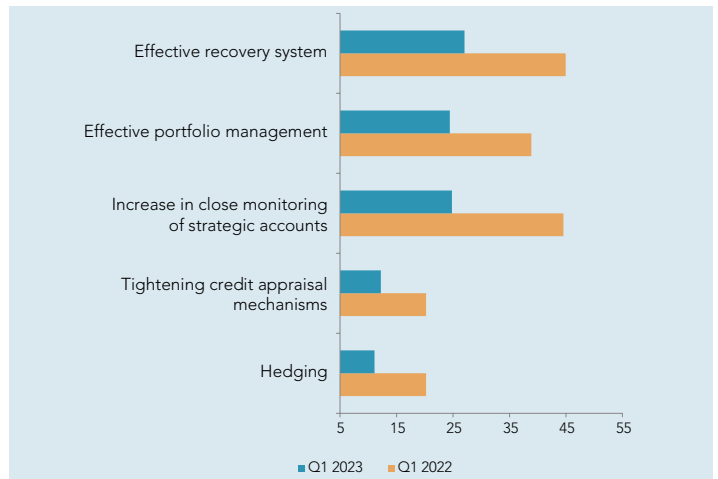 Effective recovery system
Effective portfolio management
Increase in close monitoring
of strategic accounts
Tightening credit appraisal
mechanisms
Hedging
5 15 25 35 45 55
Q1 2023 Q1 2022